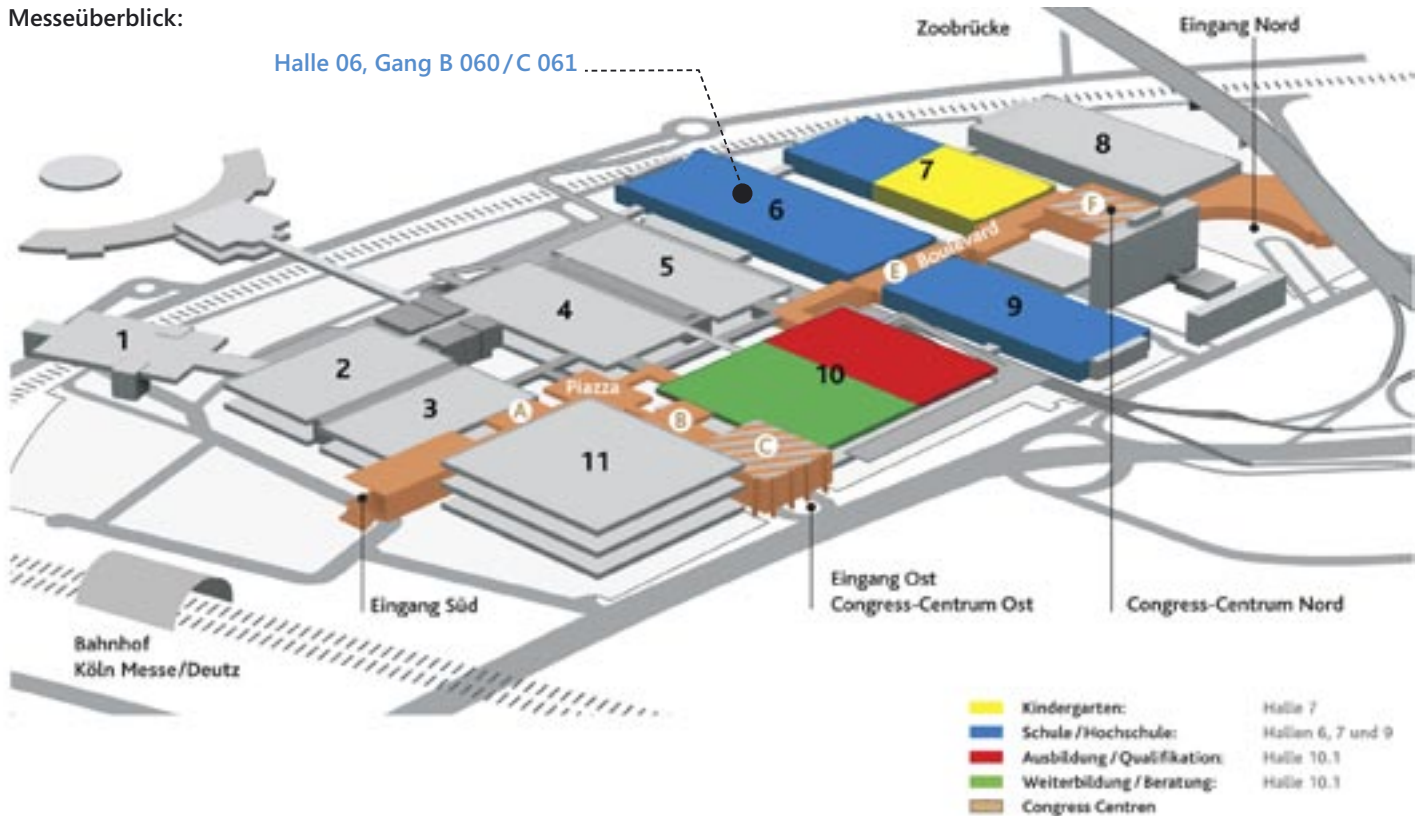 Messeüberblick:
Zoobrücke
Eingang Nord
Halle 06, Gang B 060 / C 061
8
7
6
F
Boulevard
E
5
9
4
1
2
10
3
Piazza
A
B
C
11
Eingang Süd
Eingang Ost
Congress-Centrum Ost
Congress-Centrum Nord
Bahnhof
Köln Messe/Deutz
Kindergarten: Halle 7
Schule / Hochschule: Hallen 6, 7 und 9
Ausbildung / Qualifikation: Halle 10.1
Weiterbildung / Beratung: Halle 10.1
Congress Centren